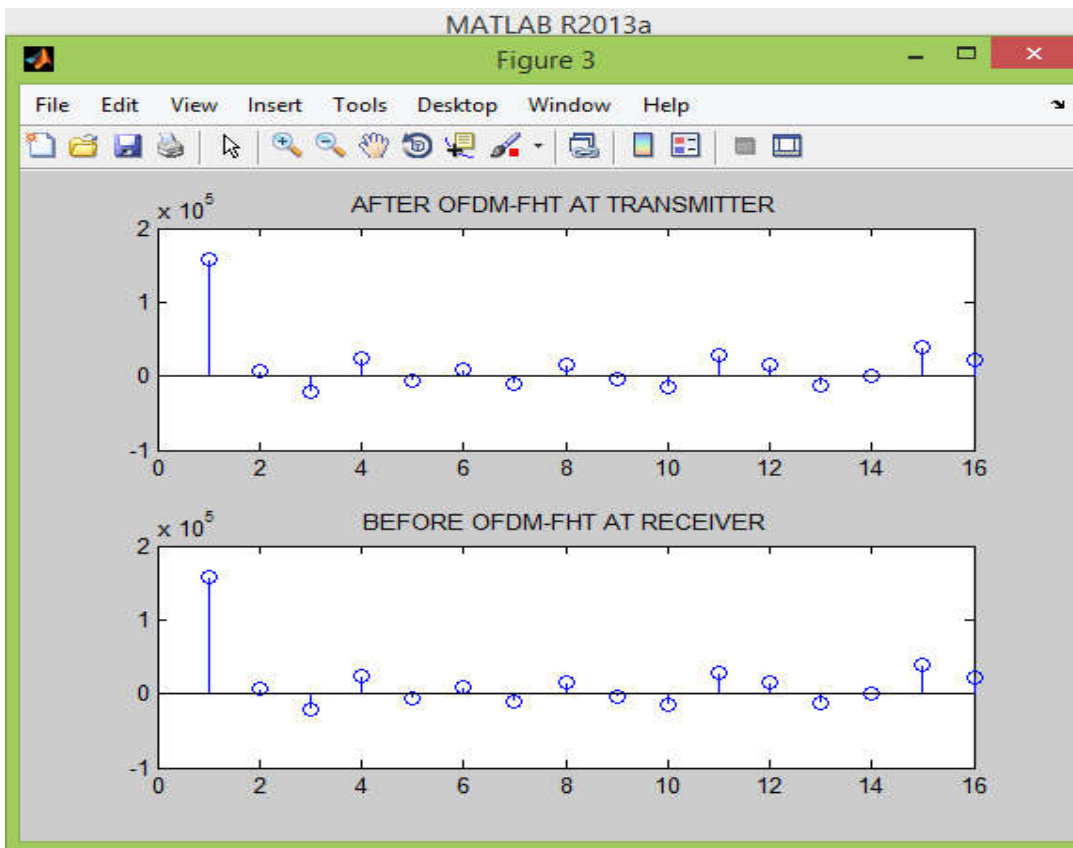 MATLAB R2013a
Figure 3
File Edit View Insert Tools Desktop Window Help
x 10^5
AFTER OFDM-FHT AT TRANSMITTER
2
1
0
-1
0 2 4 6 8 10 12 14 16
x 10^5
BEFORE OFDM-FHT AT RECEIVER
2
1
0
-1
0 2 4 6 8 10 12 14 16